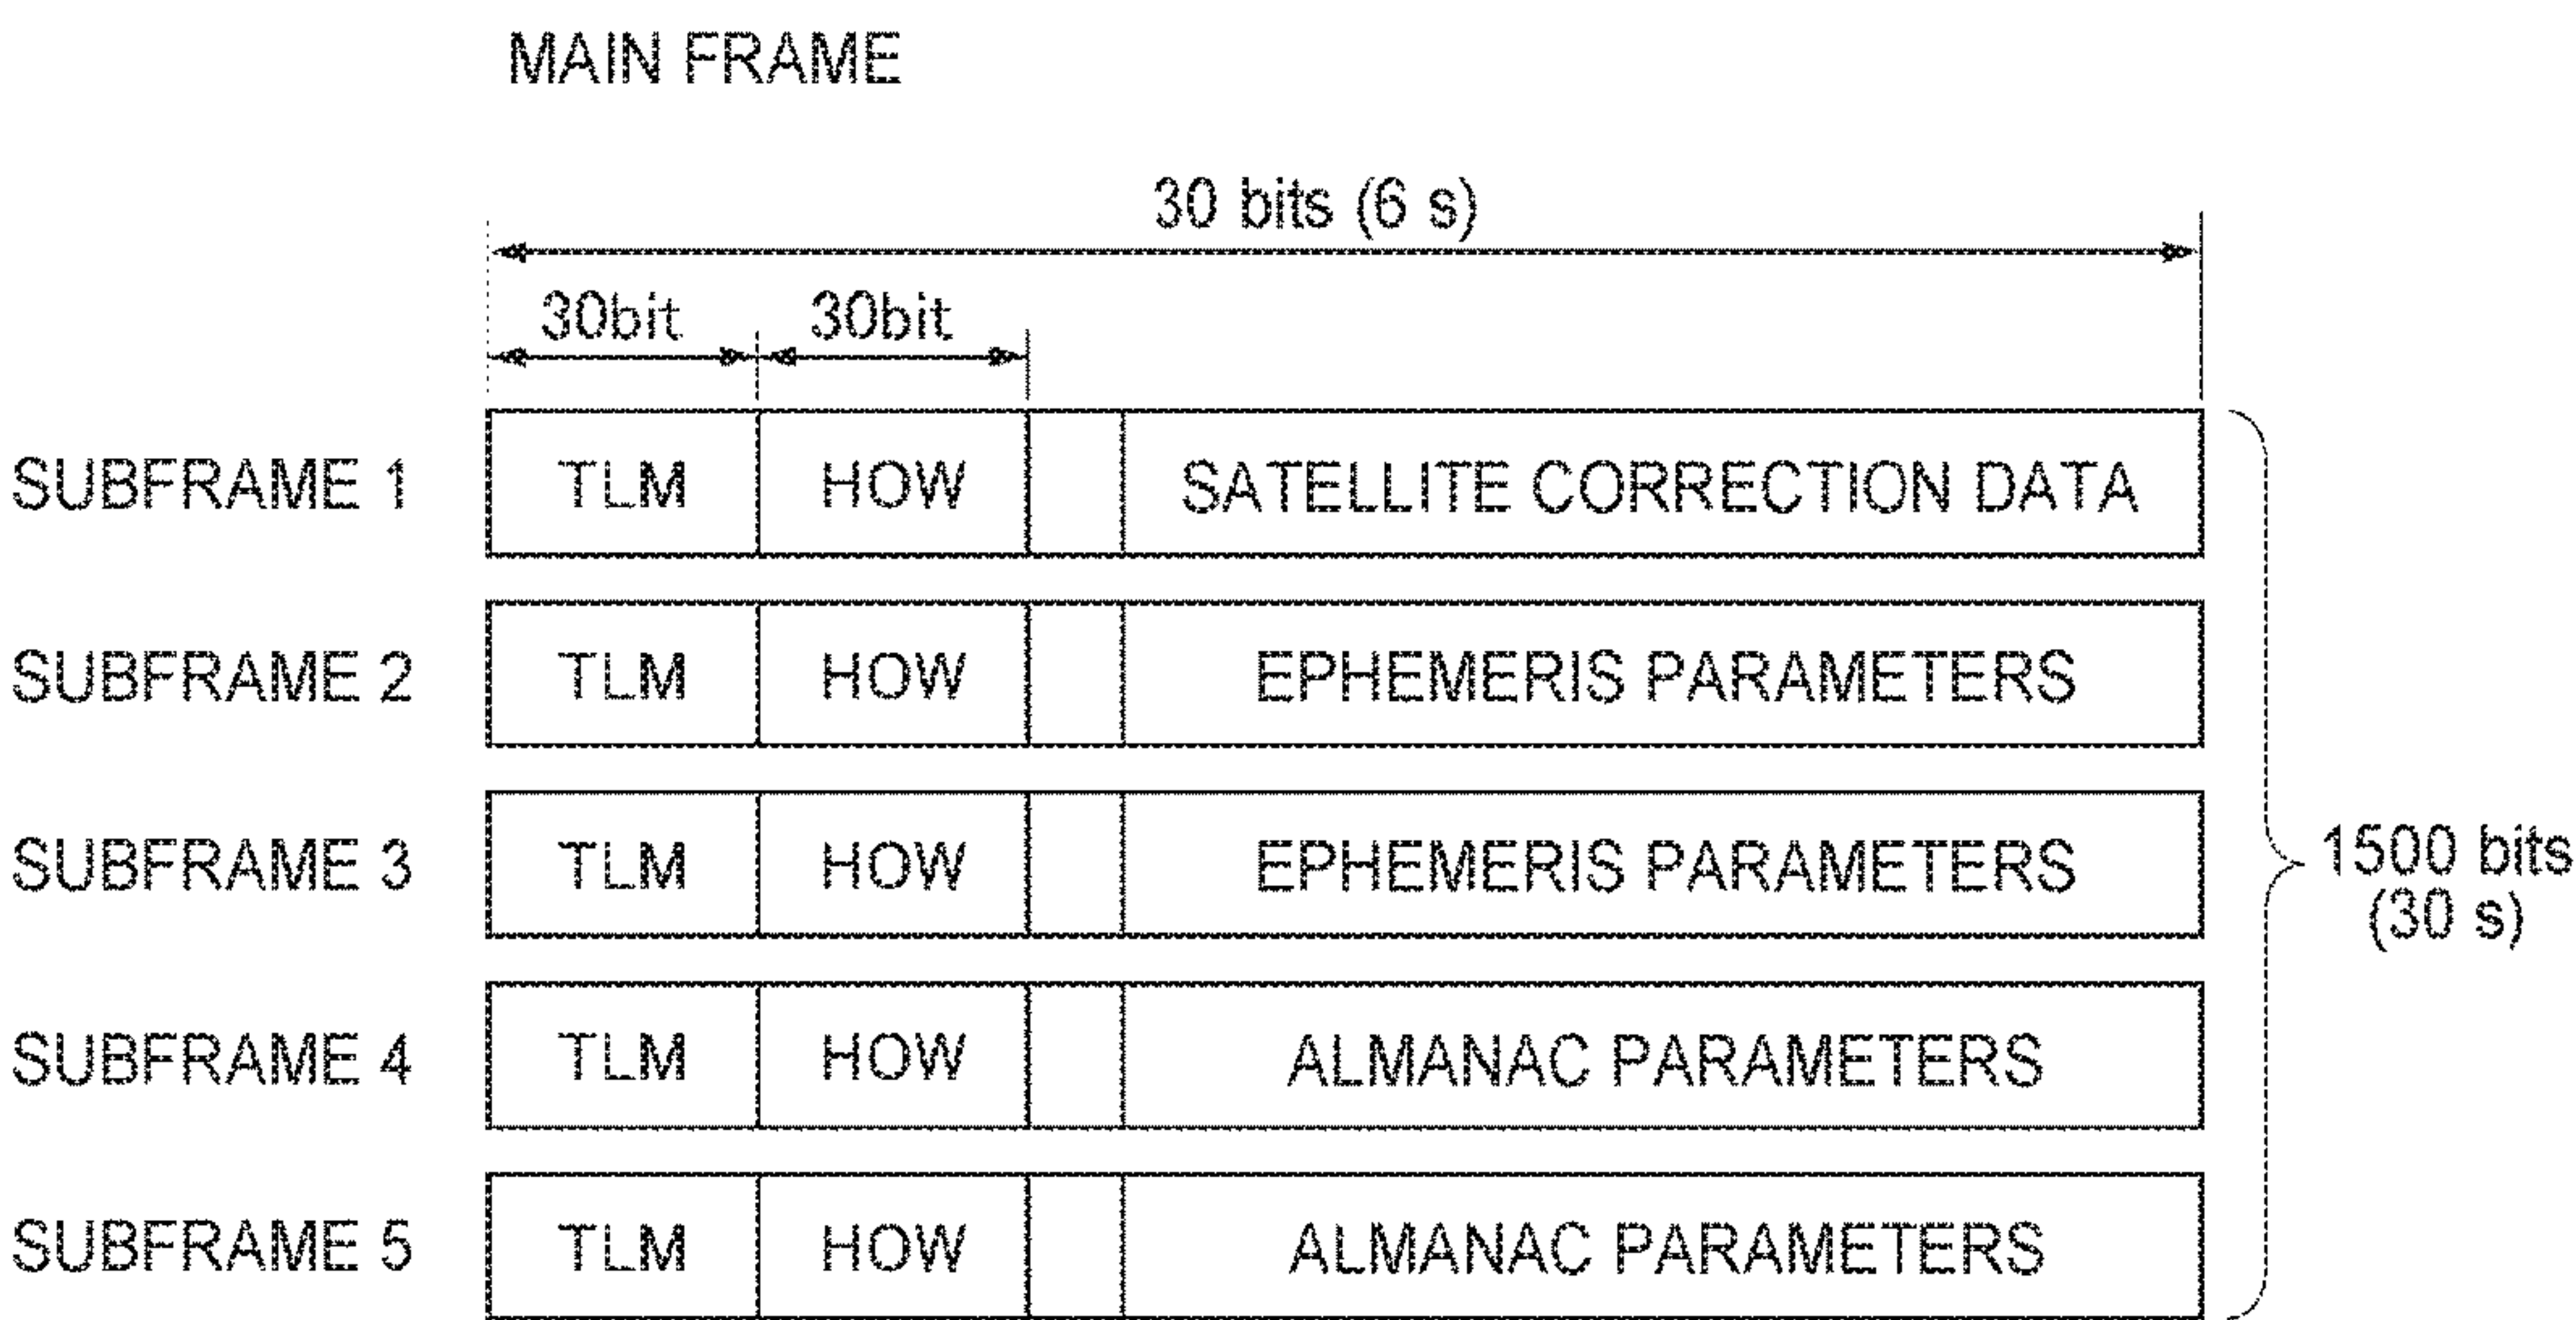 MAIN FRAME
30 bits (6 s)
30bit 30bit
SUBFRAME 1 TLM HOW SATELLITE CORRECTION DATA
SUBFRAME 2 TLM HOW EPHEMERIS PARAMETERS
SUBFRAME 3 TLM HOW EPHEMERIS PARAMETERS
1500 bits
(30 s)
SUBFRAME 4 TLM HOW ALMANAC PARAMETERS
SUBFRAME 5 TLM HOW ALMANAC PARAMETERS